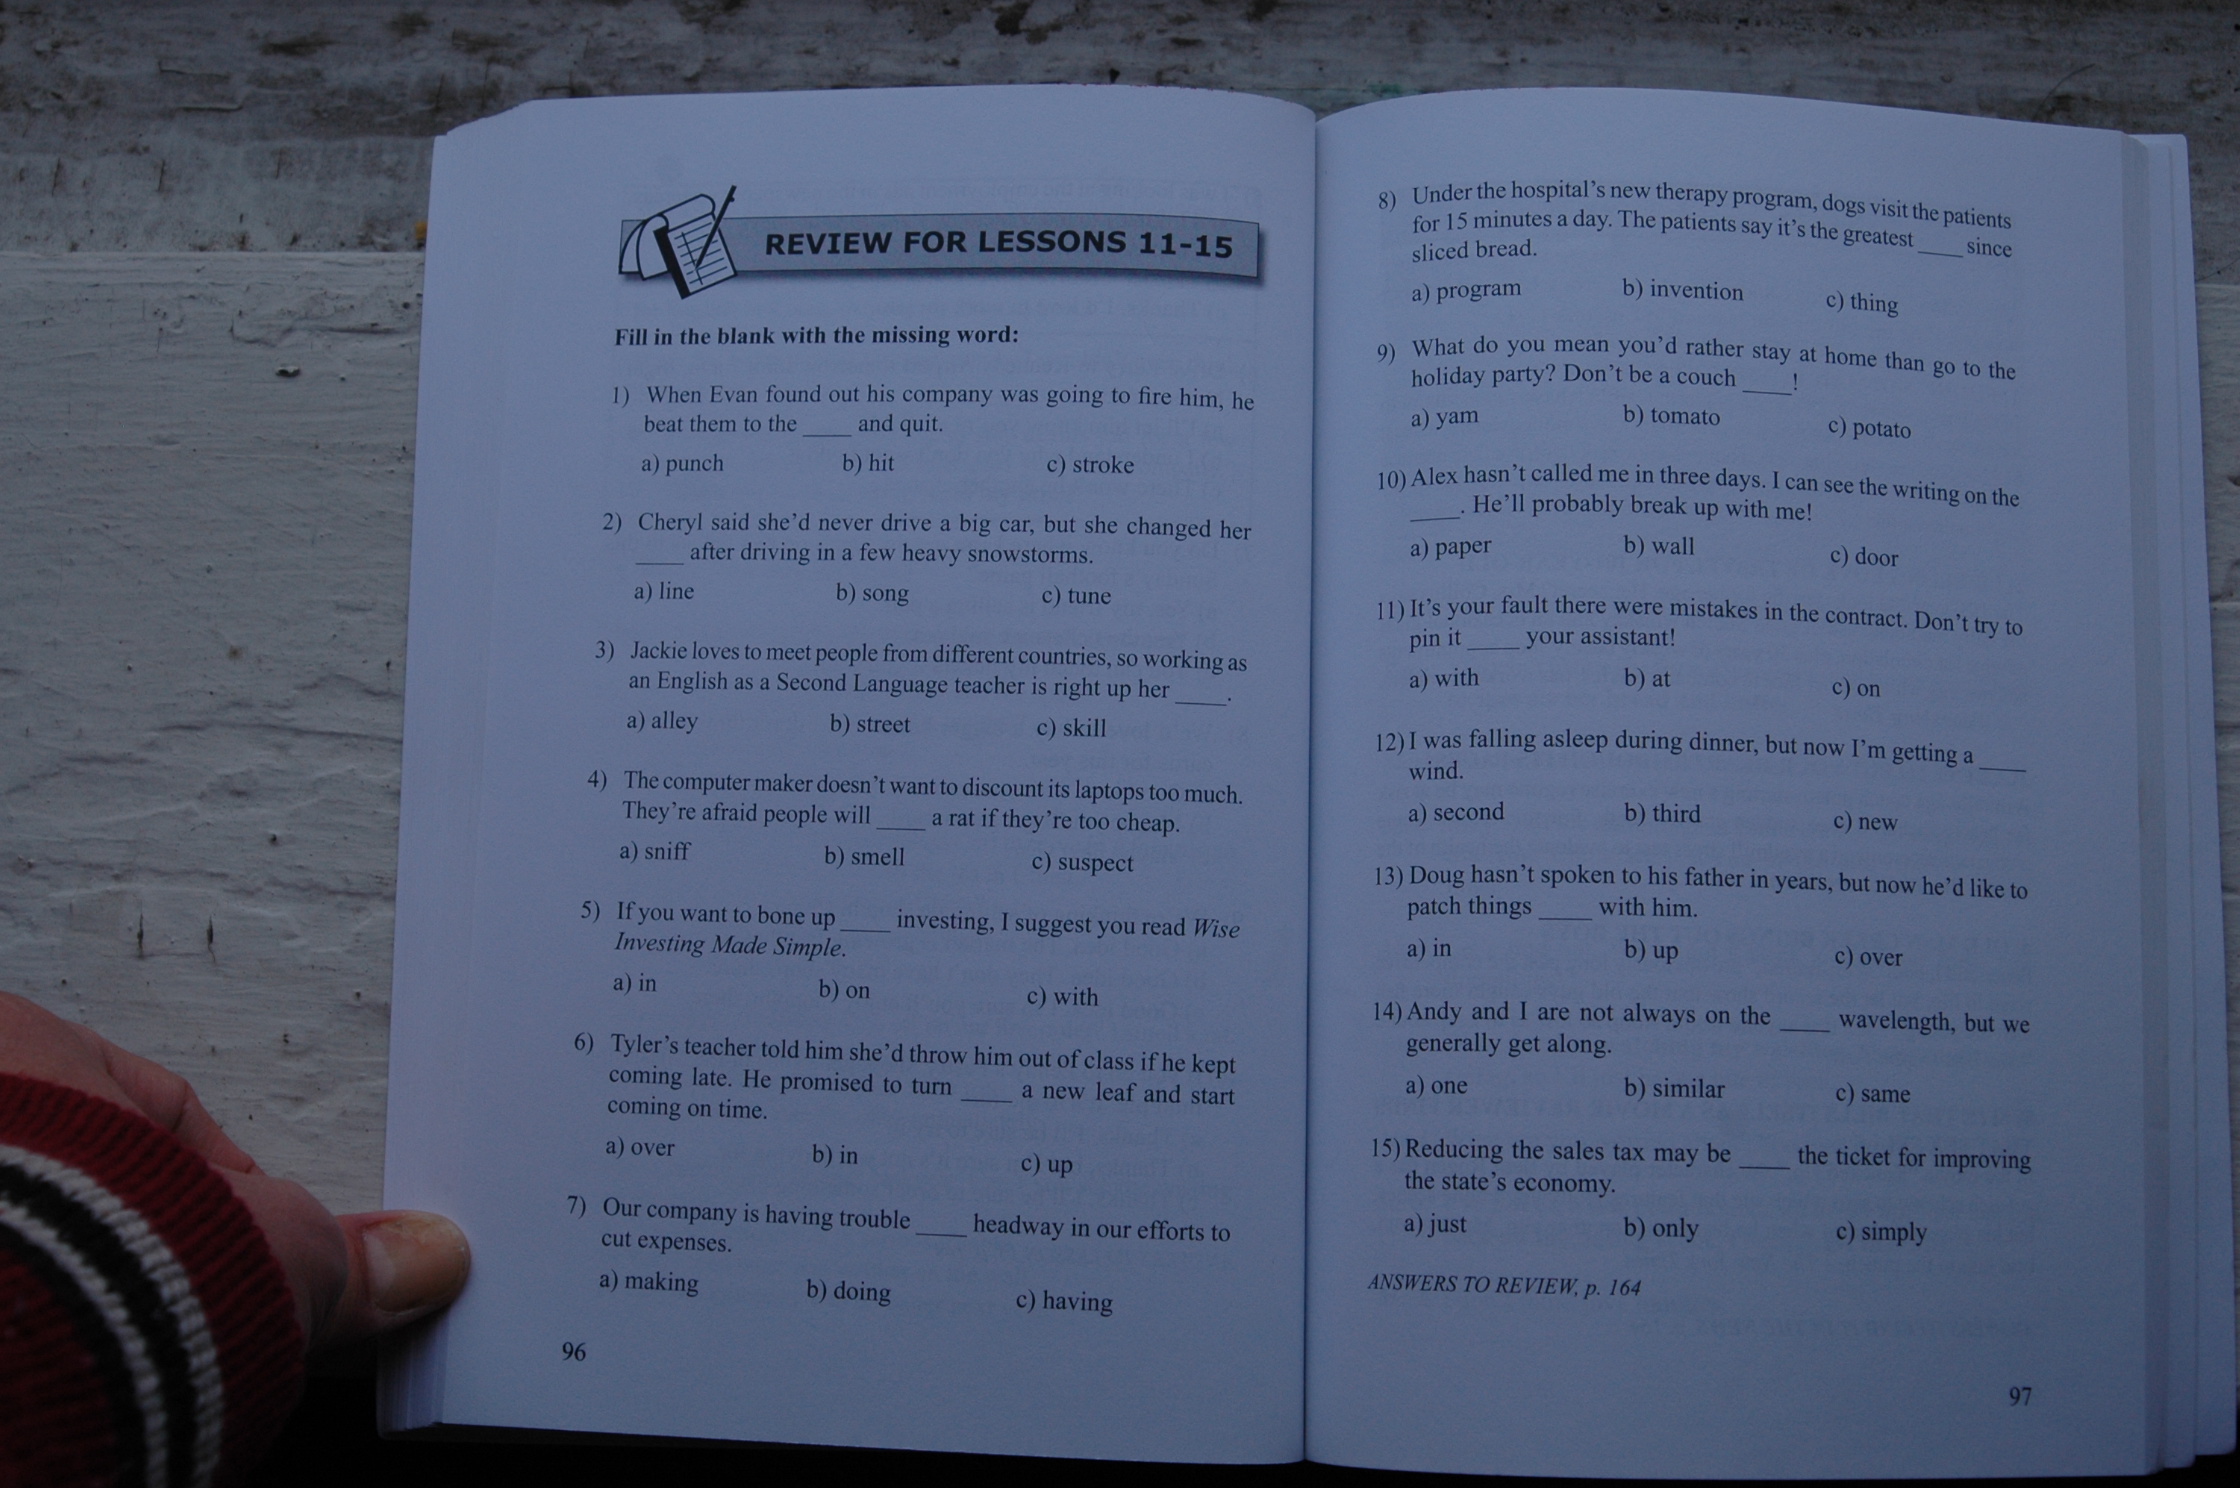 REVIEW FOR LESSONS 11-15
Fill in the blank with the missing word:
1) When Evan found out his company was going to fire him, he
beat them to the ____ and quit.
a) punch b) hit c) stroke
2) Cheryl said she'd never drive a big car, but she changed her
____ after driving in a few heavy snowstorms.
a) line b) song c) tune
3) Jackie loves to meet people from different countries, so working as
an English as a Second Language teacher is right up her ____.
a) alley b) street c) skill
4) The computer maker doesn't want to discount its laptops too much.
They're afraid people will ____ a rat if they're too cheap.
a) sniff b) smell c) suspect
5) If you want to bone up ____ investing, I suggest you read Wise
Investing Made Simple.
a) in b) on c) with
6) Tyler's teacher told him she'd throw him out of class if he kept
coming late. He promised to turn ____ a new leaf and start
coming on time.
a) over b) in c) up
7) Our company is having trouble ____ headway in our efforts to
cut expenses.
a) making b) doing c) having
96
8) Under the hospital's new therapy program, dogs visit the patients
for 15 minutes a day. The patients say it's the greatest ____ since
sliced bread.
a) program b) invention c) thing
9) What do you mean you'd rather stay at home than go to the
holiday party? Don't be a couch ____!
a) yam b) tomato c) potato
10) Alex hasn't called me in three days. I can see the writing on the
____. He'll probably break up with me!
a) paper b) wall c) door
11) It's your fault there were mistakes in the contract. Don't try to
pin it ____ your assistant!
a) with b) at c) on
12) I was falling asleep during dinner, but now I'm getting a ____
wind.
a) second b) third c) new
13) Doug hasn't spoken to his father in years, but now he'd like to
patch things ____ with him.
a) in b) up c) over
14) Andy and I are not always on the ____ wavelength, but we
generally get along.
a) one b) similar c) same
15) Reducing the sales tax may be ____ the ticket for improving
the state's economy.
a) just b) only c) simply
ANSWERS TO REVIEW, p. 164
97